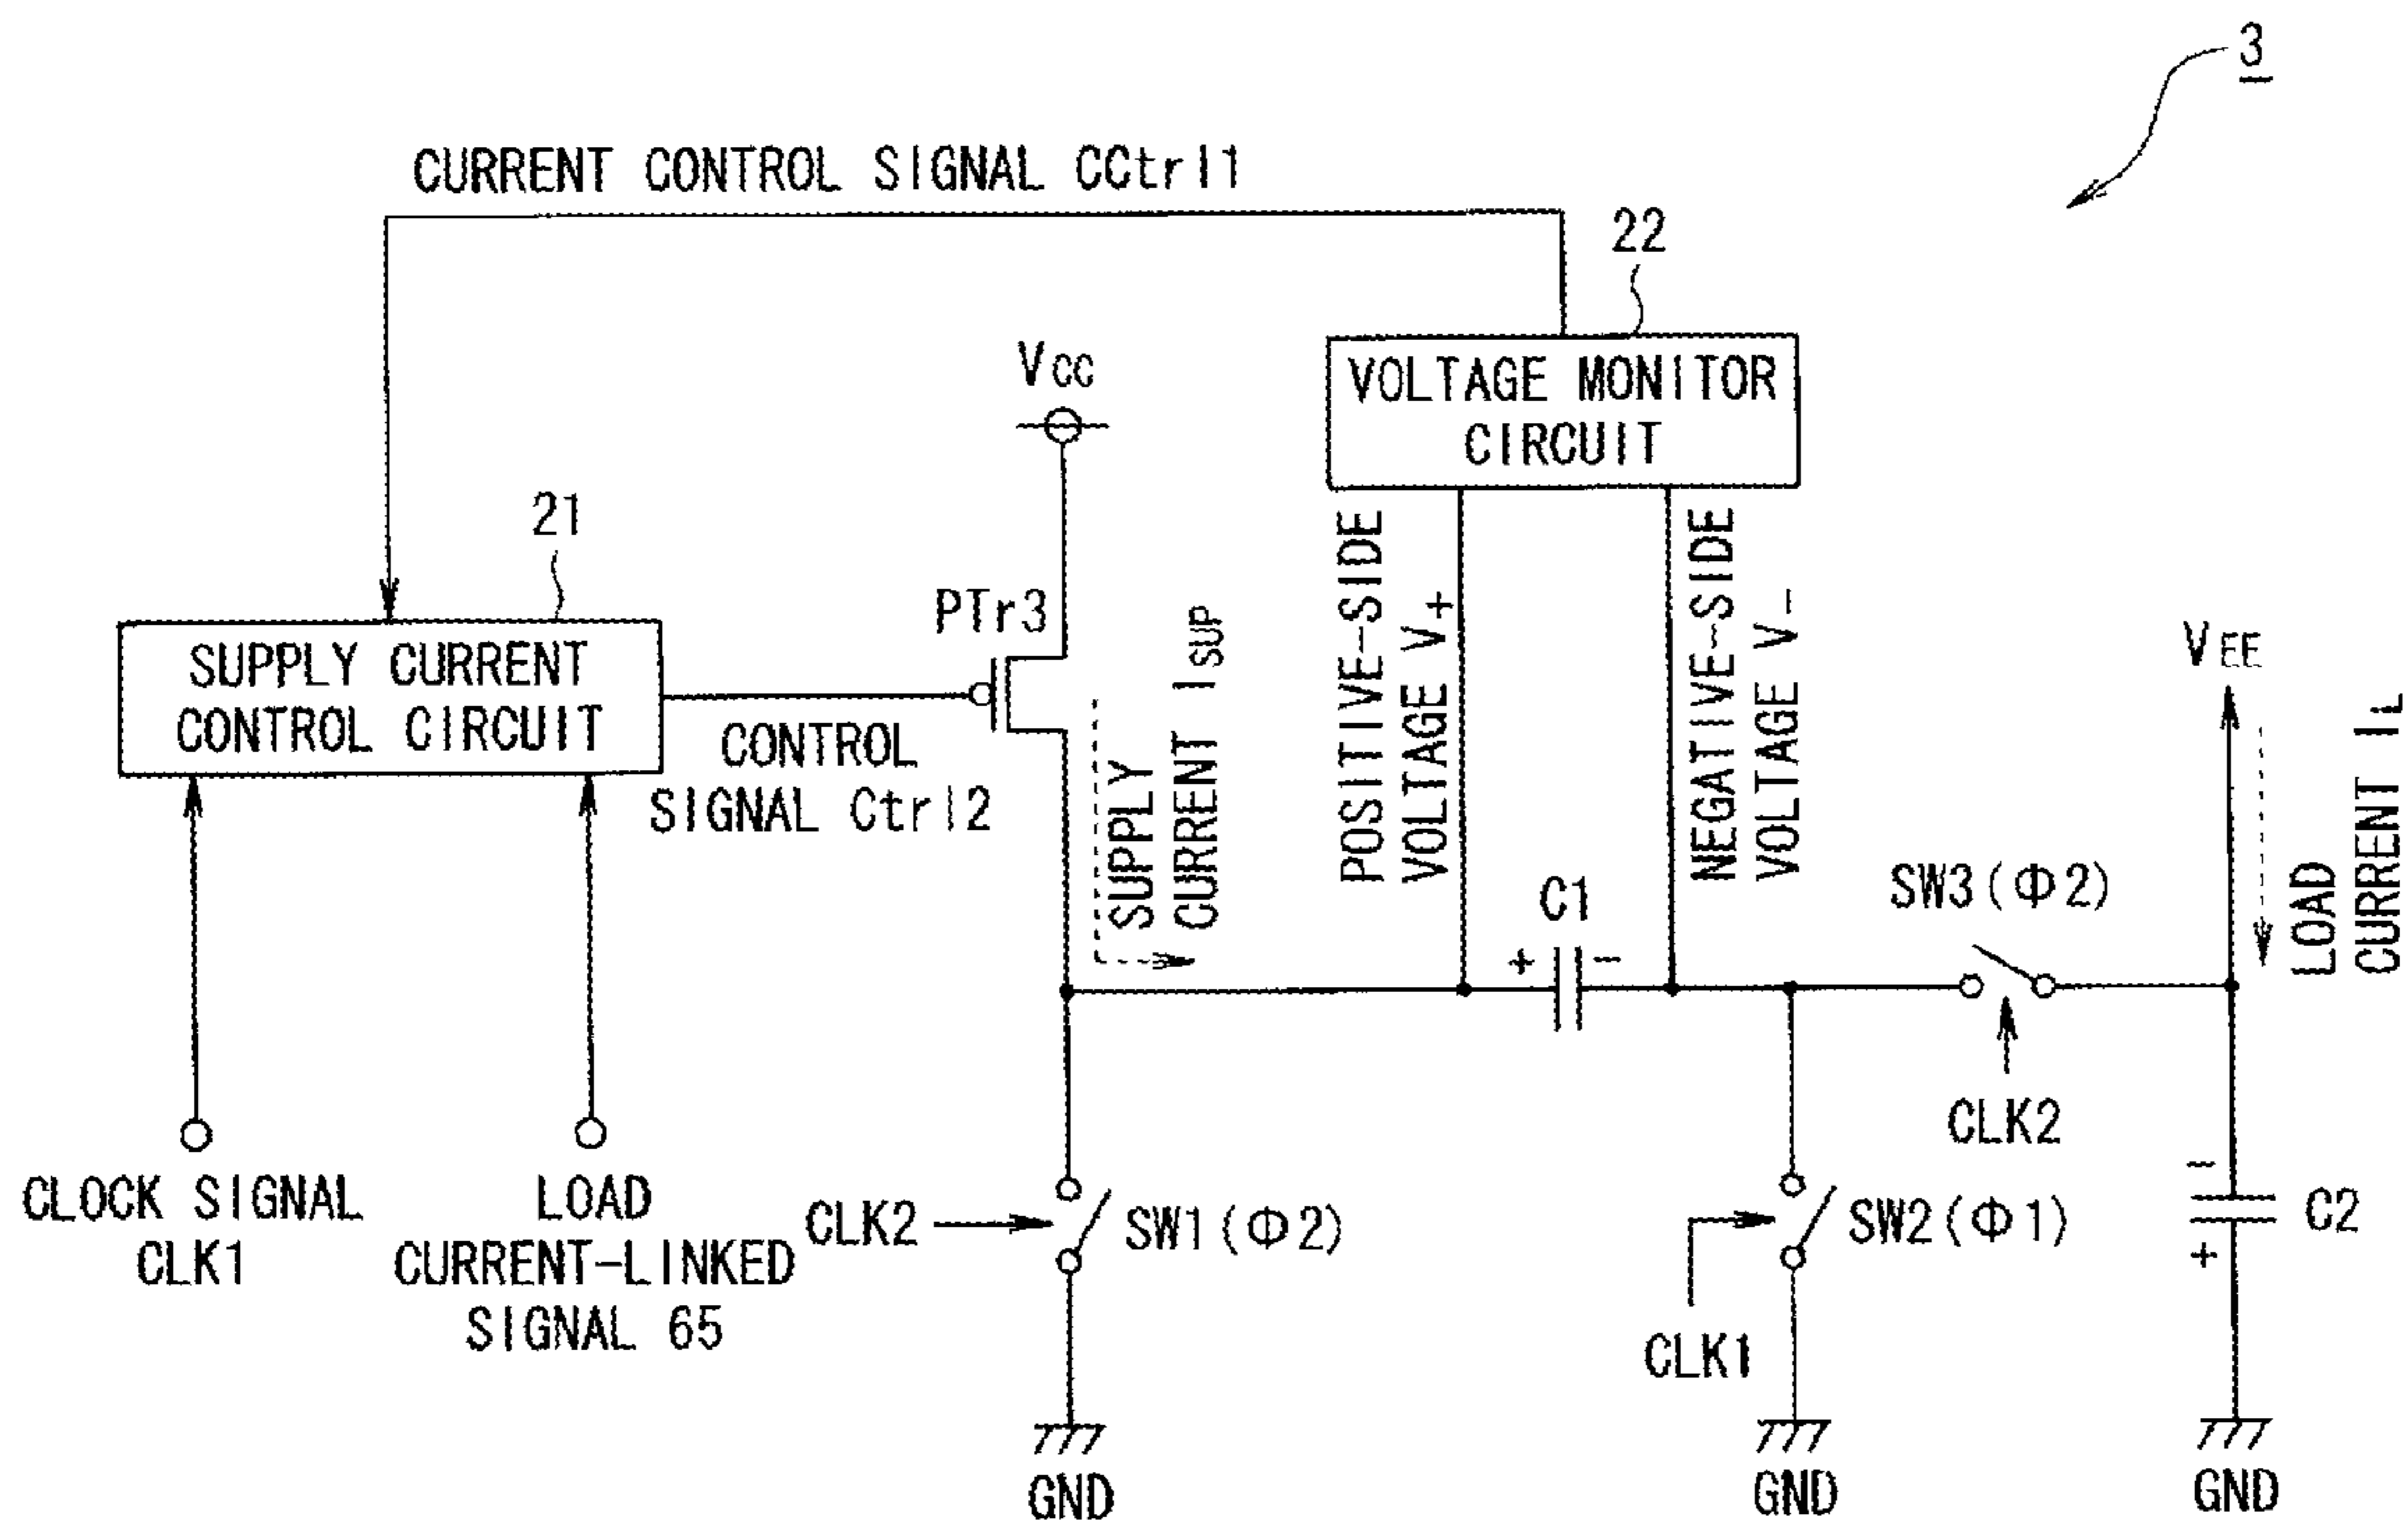 3
CURRENT CONTROL SIGNAL CCtrl1
22
VCC
VOLTAGE MONITOR
CIRCUIT
21
PTr3
SUPPLY CURRENT
CONTROL CIRCUIT
CONTROL
SIGNAL Ctrl2
SUPPLY
CURRENT ISUP
POSITIVE-SIDE
VOLTAGE V+
NEGATIVE-SIDE
VOLTAGE V-
VEE
LOAD
CURRENT IL
C1
+
-
SW3(Φ2)
CLK2
CLOCK SIGNAL
CLK1
LOAD
CURRENT-LINKED
SIGNAL 65
CLK2
SW1(Φ2)
SW2(Φ1)
CLK1
-
C2
+
GND
GND
GND